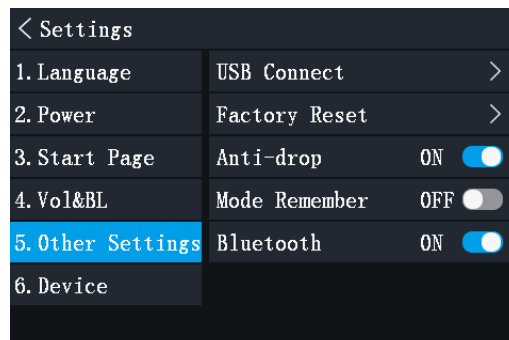 < Settings
1. Language
USB Connect >
2. Power
Factory Reset >
3. Start Page
Anti-drop ON
4. Vol&BL
Mode Remember OFF
5. Other Settings
Bluetooth ON
6. Device